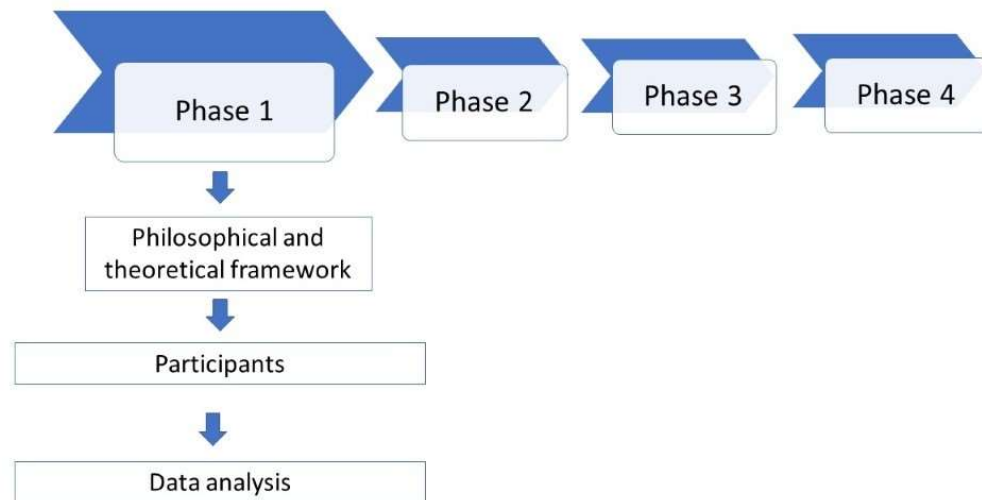 Phase 1
Phase 2
Phase 3
Phase 4
Philosophical and
theoretical framework
Participants
Data analysis